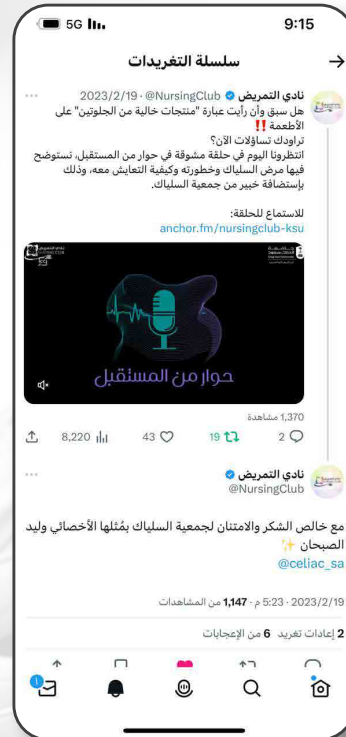 5G
9:15
سلسلة التغريدات
نادي التمريض @NursingClub · 2023/2/19
هل سبق وأن رأيت عبارة "منتجات خالية من الجلوتين" على
الأطعمة !!
تراودك تساؤلات الآن؟
انتظرونا اليوم في حلقة مشوقة في حوار من المستقبل، نستوضح
فيها مرض السلياك وخطورته وكيفية التعايش معه، وذلك
بإستضافة خبير من جمعية السلياك.
للاستماع للحلقة:
anchor.fm/nursingclub-ksu
حوار من المستقبل
1,370 مشاهدة
2
19
43
8,220
نادي التمريض
@NursingClub
مع خالص الشكر والامتنان لجمعية السلياك بمُثلها الأخصائي وليد
الصبحان
@celiac_sa
2023/2/19 · 5:23 م · 1,147 من المشاهدات
2 إعادات تغريد 6 من الإعجابات
1